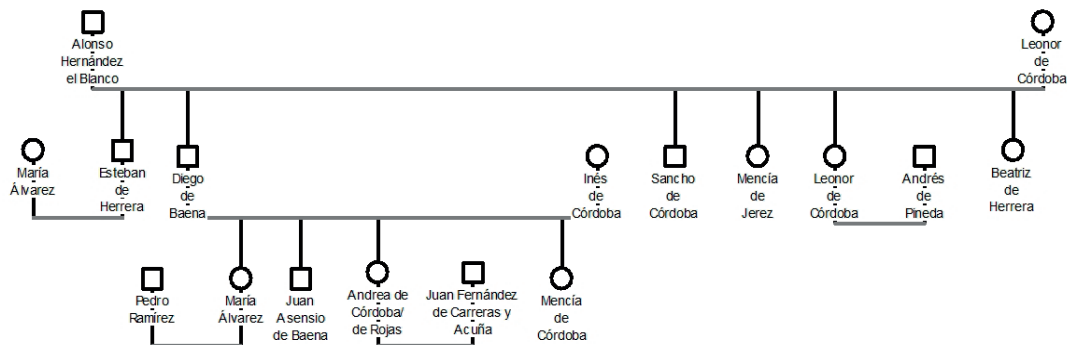 Alonso
Hernández
el Blanco
Leonor
de
Córdoba
María
Álvarez
Esteban
de
Herrera
Diego
de
Baena
Inés
de
Córdoba
Sancho
de
Córdoba
Mencía
de
Jerez
Leonor
de
Córdoba
Andrés
de
Pineda
Beatriz
de
Herrera
Pedro
Ramírez
María
Álvarez
Juan
Asensio
de Baena
Andrea de
Córdoba/
de Rojas
Juan Fernández
de Carreras y
Acuña
Mencía
de
Córdoba